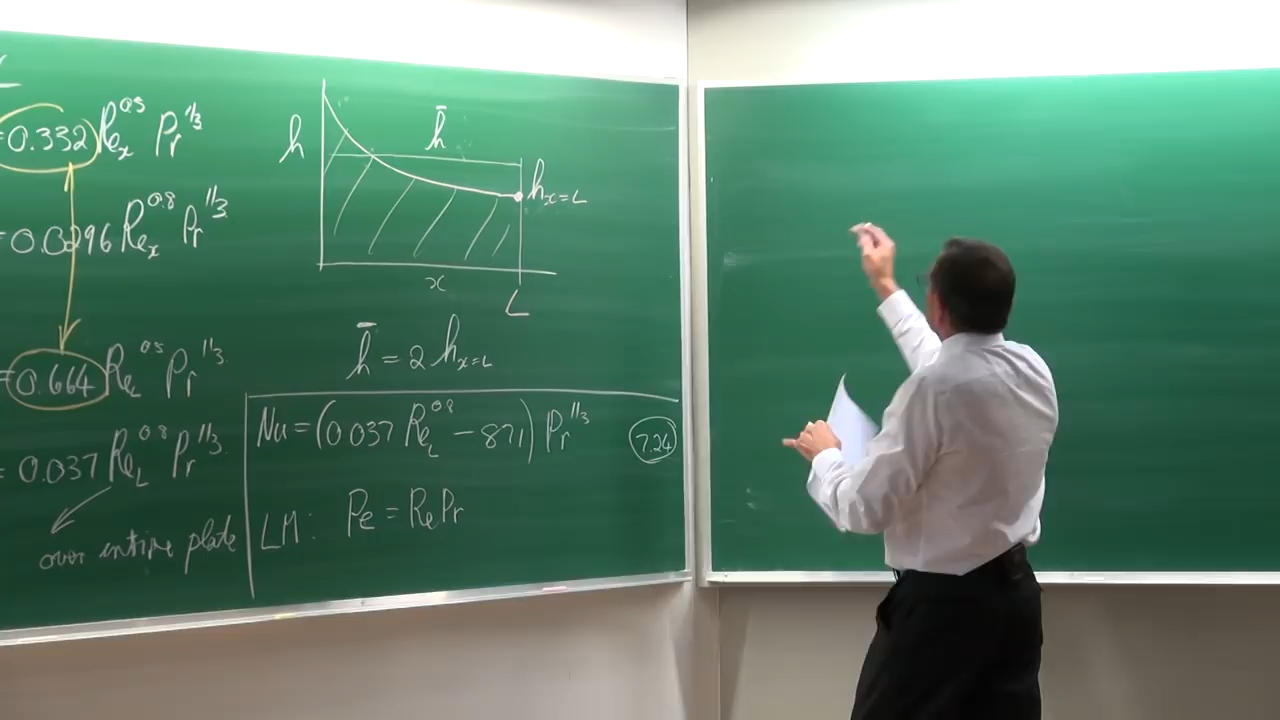 =0.332 Re_x^0.5 Pr^1/3
=0.0296 Re_x^0.8 Pr^1/3
=0.664 Re_L^0.5 Pr^1/3
=0.037 Re_L^0.8 Pr^1/3
over entire plate
h
h̄
h_x=L
x
L
h̄ = 2 h_x=L
Nu = (0.037 Re_L^0.8 - 871) Pr^1/3
7.24
LM: Pe = Re Pr